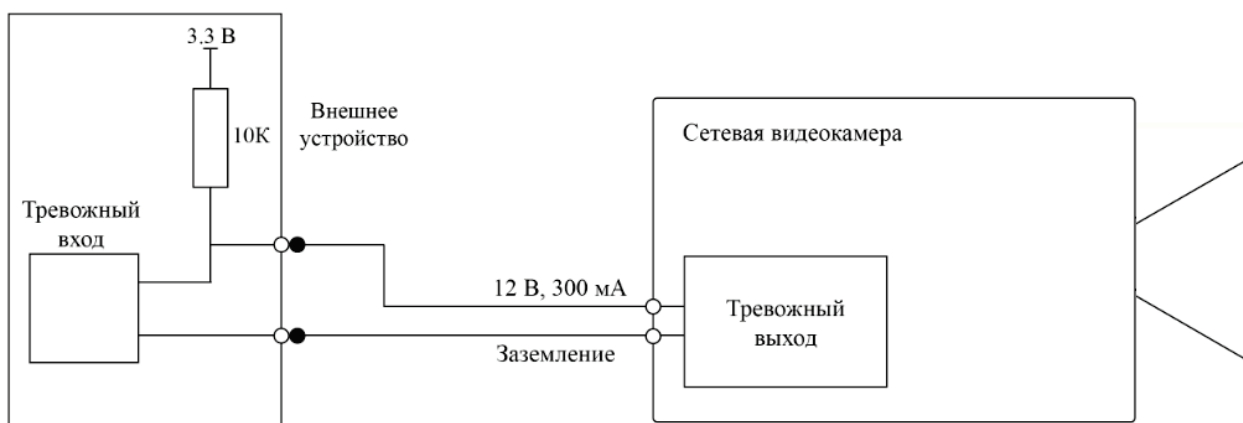 3.3 В
10К
Внешнее
устройство
Тревожный
вход
Сетевая видеокамера
12 В, 300 мА
Заземление
Тревожный
выход